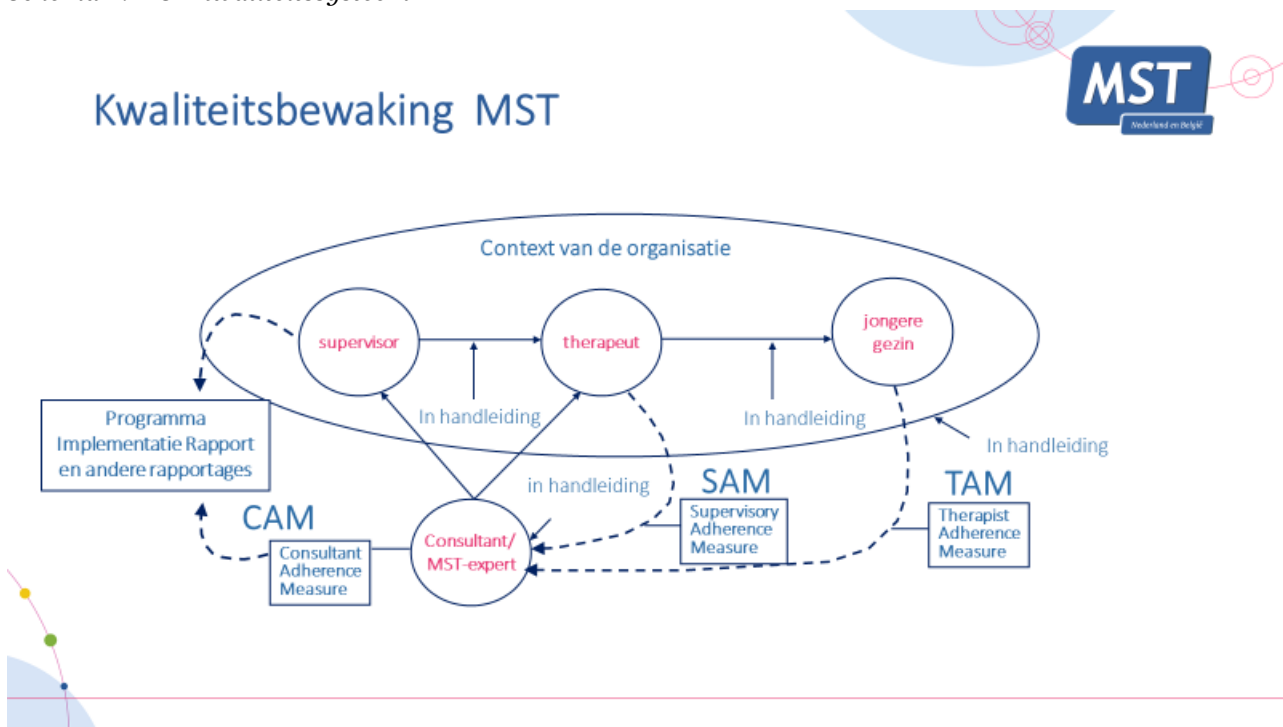 Kwaliteitsbewaking MST
MST
Nederland en België
Context van de organisatie
supervisor
therapeut
jongere
gezin
In handleiding
In handleiding
In handleiding
Programma
Implementatie Rapport
en andere rapportages
in handleiding
CAM
Consultant
Adherence
Measure
Consultant/
MST-expert
SAM
Supervisory
Adherence
Measure
TAM
Therapist
Adherence
Measure